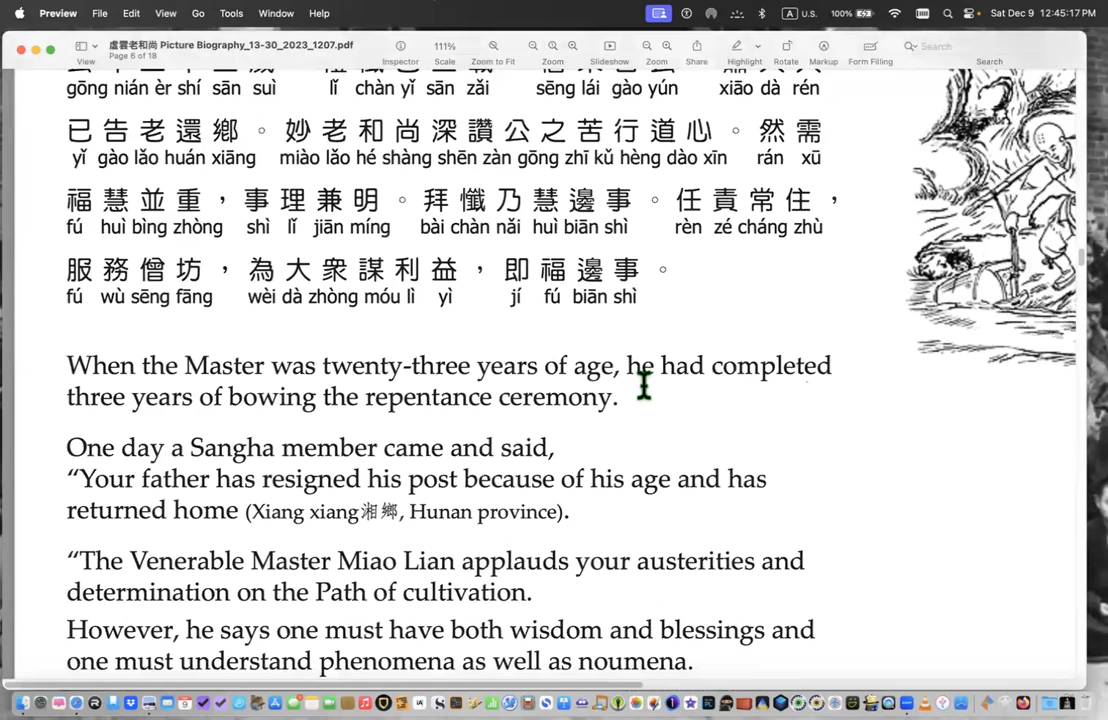 Preview File Edit View Go Tools Window Help A U.S. 100% Sat Dec 9 12:45:17 PM
虛雲老和尚 Picture Biography_13-30_2023_1207.pdf
Page 6 of 18
View 111% Search
Inspector Scale Zoom to Fit Zoom Slideshow Zoom Share Highlight Rotate Markup Form Filling Search
gōng nián èr shí sān suì lǐ chàn yǐ sān zǎi sēng lái gào yún xiāo dà rén
已告老還鄉。妙老和尚深讚公之苦行道心。然需
yǐ gào lǎo huán xiāng miào lǎo hé shàng shēn zàn gōng zhī kǔ hèng dào xīn rán xū
福慧並重，事理兼明。拜懺乃慧邊事。任責常住，
fú huì bìng zhòng shì lǐ jiān míng bài chàn nǎi huì biān shì rèn zé cháng zhù
服務僧坊，為大衆謀利益，即福邊事。
fú wù sēng fāng wèi dà zhòng móu lì yì jí fú biān shì
When the Master was twenty-three years of age, he had completed
three years of bowing the repentance ceremony.
One day a Sangha member came and said,
“Your father has resigned his post because of his age and has
returned home (Xiang xiang湘鄉, Hunan province).
“The Venerable Master Miao Lian applauds your austerities and
determination on the Path of cultivation.
However, he says one must have both wisdom and blessings and
one must understand phenomena as well as noumena.